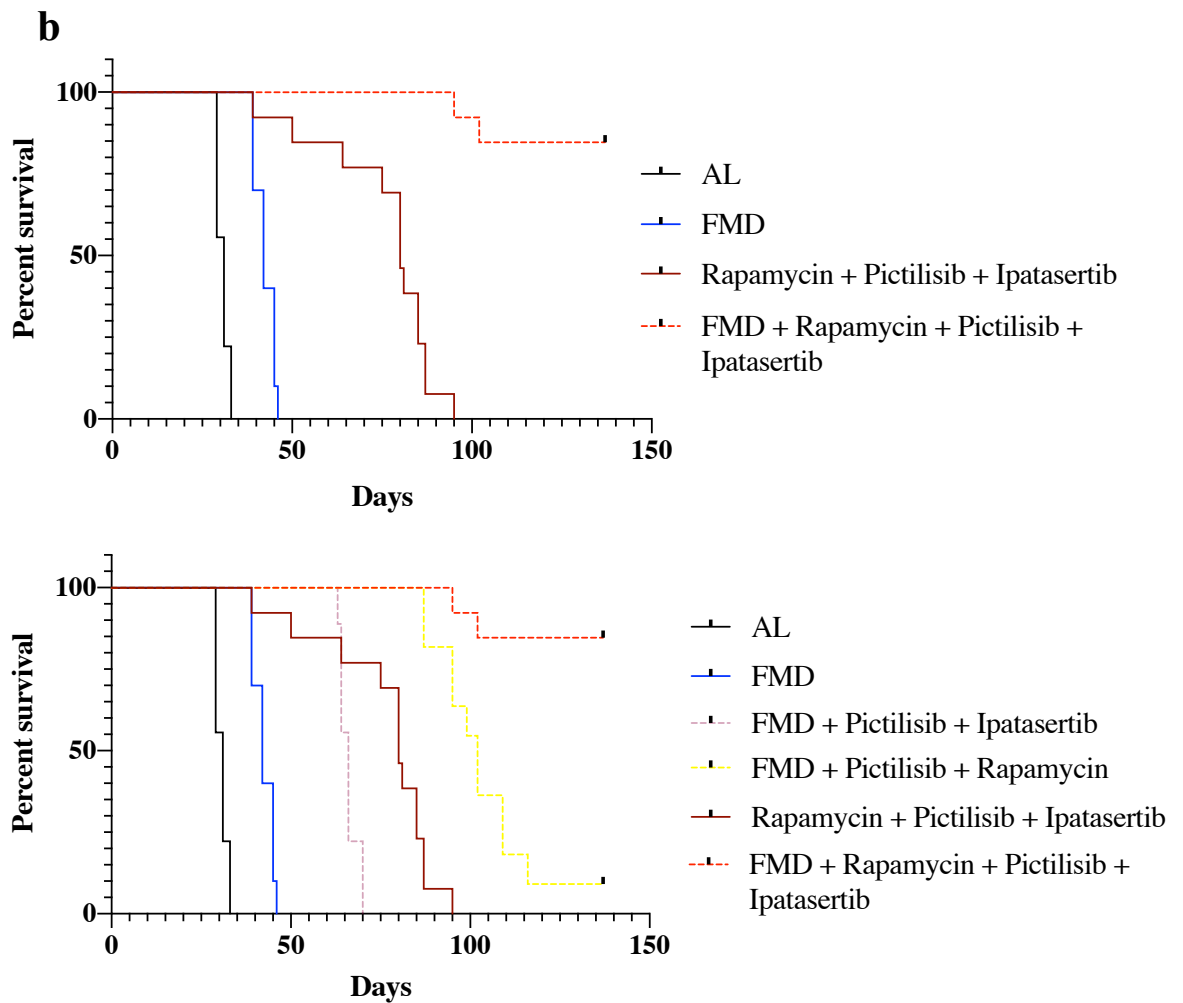 b
Percent survival
100
50
0
0 50 100 150
Days
AL
FMD
Rapamycin + Pictilisib + Ipatasertib
FMD + Rapamycin + Pictilisib +
Ipatasertib
Percent survival
100
50
0
0 50 100 150
Days
AL
FMD
FMD + Pictilisib + Ipatasertib
FMD + Pictilisib + Rapamycin
Rapamycin + Pictilisib + Ipatasertib
FMD + Rapamycin + Pictilisib +
Ipatasertib